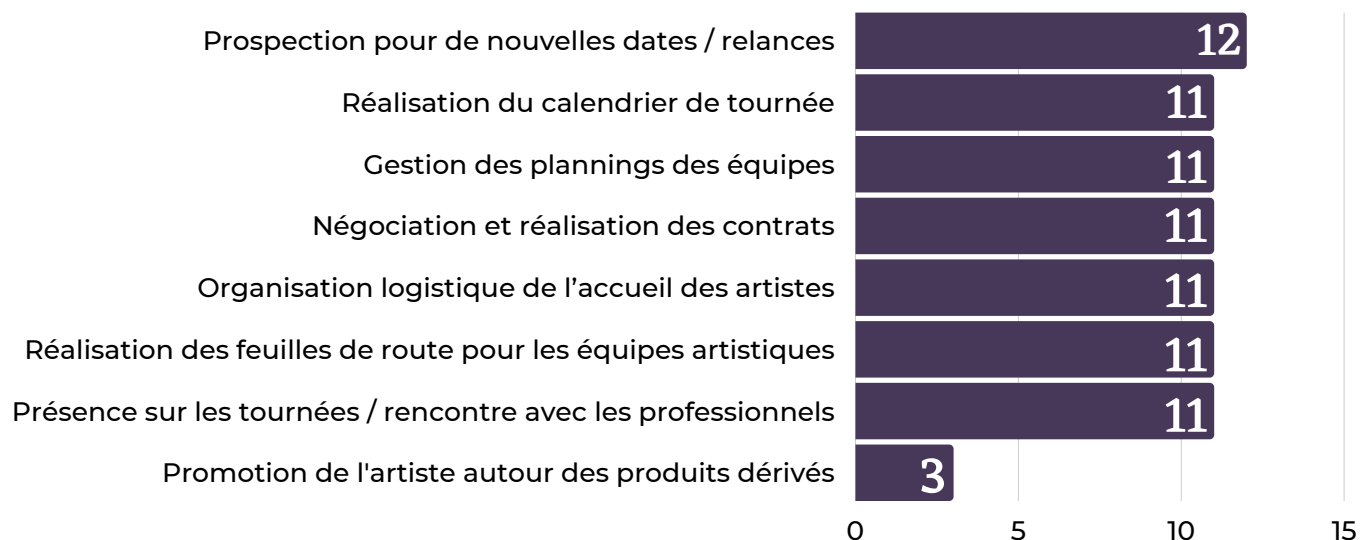 Prospection pour de nouvelles dates / relances 12
Réalisation du calendrier de tournée 11
Gestion des plannings des équipes 11
Négociation et réalisation des contrats 11
Organisation logistique de l’accueil des artistes 11
Réalisation des feuilles de route pour les équipes artistiques 11
Présence sur les tournées / rencontre avec les professionnels 11
Promotion de l'artiste autour des produits dérivés 3
0 5 10 15